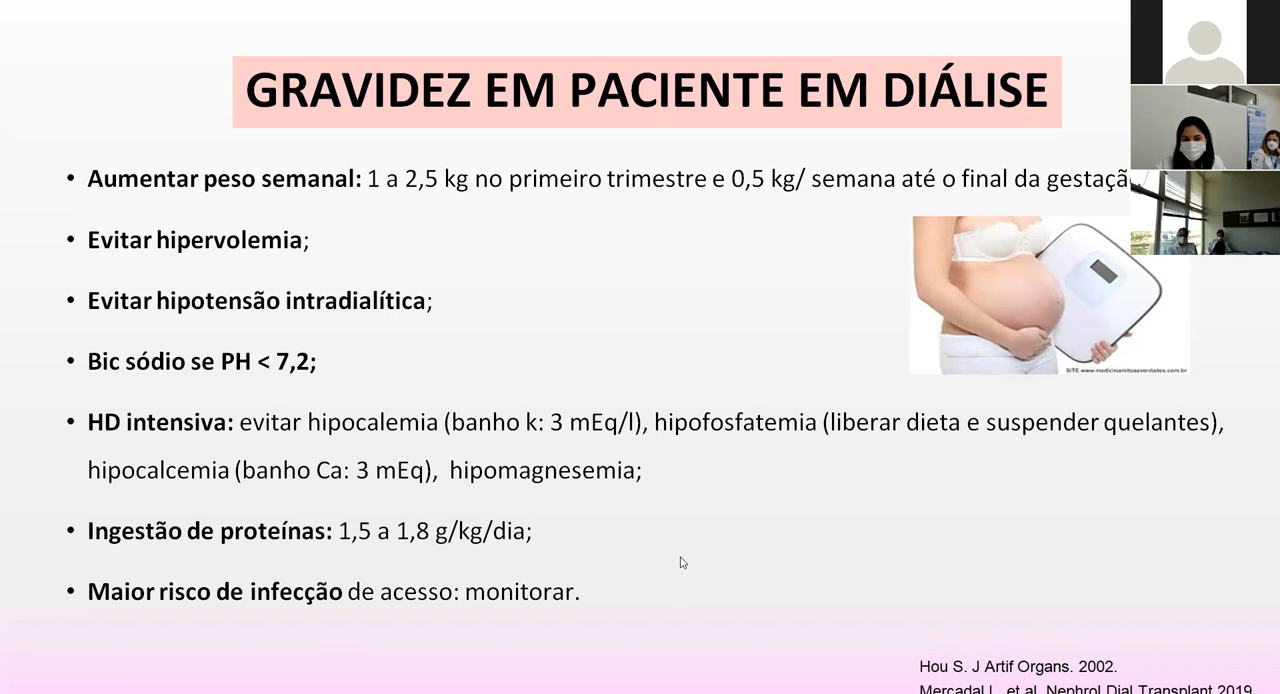 GRAVIDEZ EM PACIENTE EM DIÁLISE
• Aumentar peso semanal: 1 a 2,5 kg no primeiro trimestre e 0,5 kg/ semana até o final da gestaçã
• Evitar hipervolemia;
• Evitar hipotensão intradialítica;
• Bic sódio se PH < 7,2;
SITE www.medicinamitoseverdades.com.br
• HD intensiva: evitar hipocalemia (banho k: 3 mEq/l), hipofosfatemia (liberar dieta e suspender quelantes),
hipocalcemia (banho Ca: 3 mEq), hipomagnesemia;
• Ingestão de proteínas: 1,5 a 1,8 g/kg/dia;
• Maior risco de infecção de acesso: monitorar.
Hou S. J Artif Organs. 2002.
Mercadal L, et al. Nephrol Dial Transplant 2019